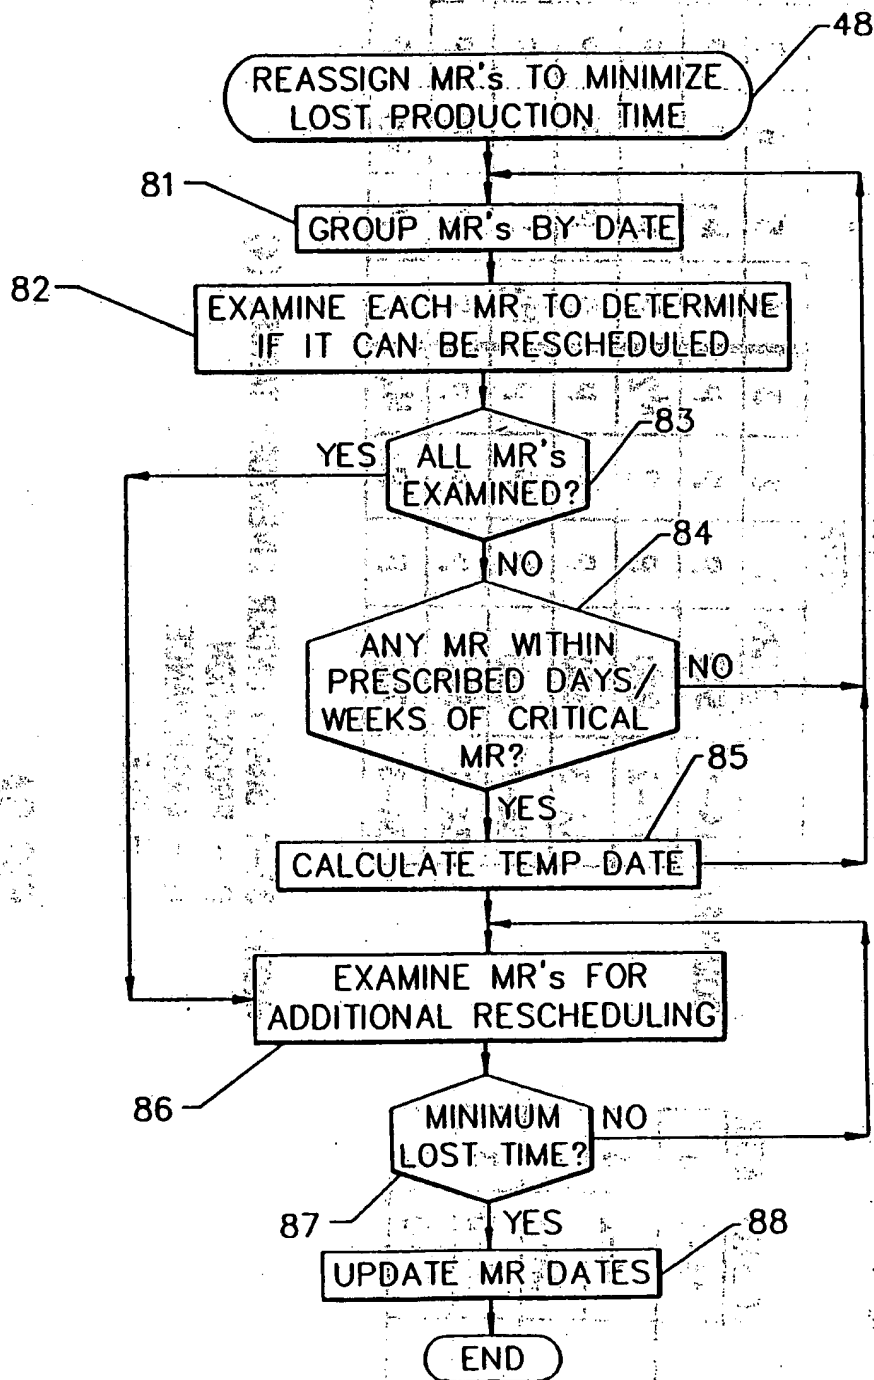 48
REASSIGN MR's TO MINIMIZE
LOST PRODUCTION TIME
81
GROUP MR's BY DATE
82
EXAMINE EACH MR TO DETERMINE
IF IT CAN BE RESCHEDULED
83
YES
ALL MR's
EXAMINED?
84
NO
ANY MR WITHIN
PRESCRIBED DAYS/
WEEKS OF CRITICAL
MR?
NO
85
YES
CALCULATE TEMP DATE
EXAMINE MR's FOR
ADDITIONAL RESCHEDULING
86
MINIMUM
LOST TIME?
NO
87
YES
88
UPDATE MR DATES
END